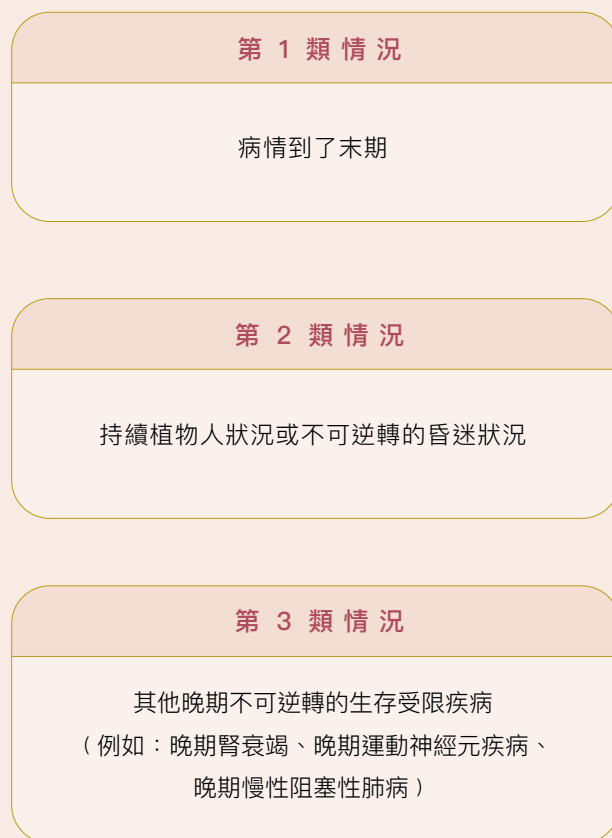 第 1 類情況
病情到了末期
第 2 類情況
持續植物人狀況或不可逆轉的昏迷狀況
第 3 類情況
其他晚期不可逆轉的生存受限疾病
（例如：晚期腎衰竭、晚期運動神經元疾病、
晚期慢性阻塞性肺病）